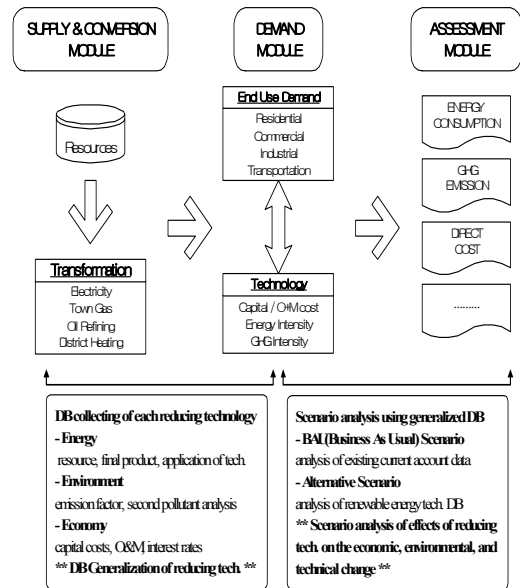 SUPPLY & CONVERSION
MODULE
DEMAND
MODULE
ASSESSMENT
MODULE
Resources
Transformation
Electricity
Town Gas
Oil Refining
District Heating
End Use Demand
Residential
Commercial
Industrial
Transportation
Technology
Capital / O+M cost
Energy Intensity
GHG Intensity
ENERGY
CONSUMPTION
GHG
EMISSION
DIRECT
COST
.........
DB collecting of each reducing technology
- Energy
resource, final product, application of tech.
- Environment
emission factor, second pollutant analysis
- Economy
capital costs, O&M, interest rates
** DB Generalization of reducing tech. **
Scenario analysis using generalized DB
- BAU(Business As Usual) Scenario
analysis of existing current account data
- Alternative Scenario
analysis of renewable energy tech. DB
** Scenario analysis of effects of reducing
tech. on the economic, environmental, and
technical change **